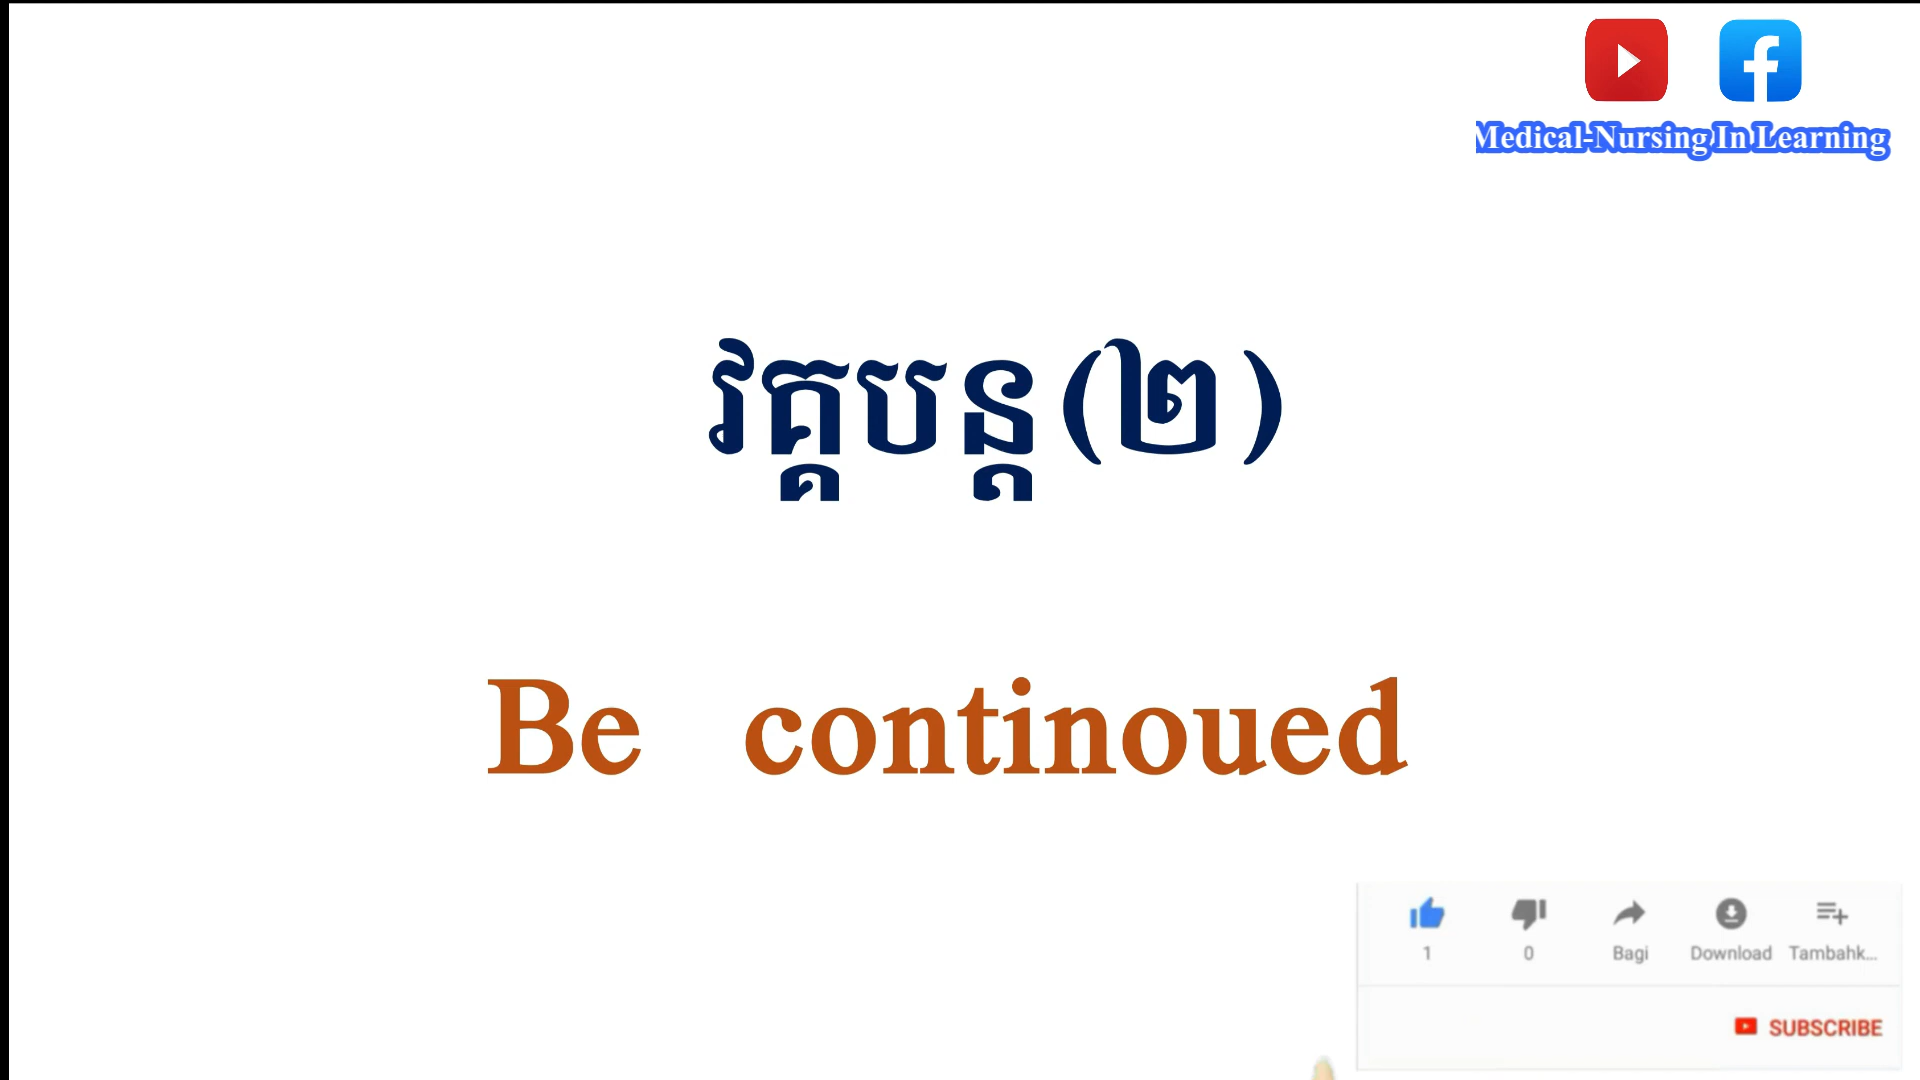 Medical-Nursing In Learning
វគ្គបន្ត(២)
Be continoued
1 0 Bagi Download Tambahk...
SUBSCRIBE